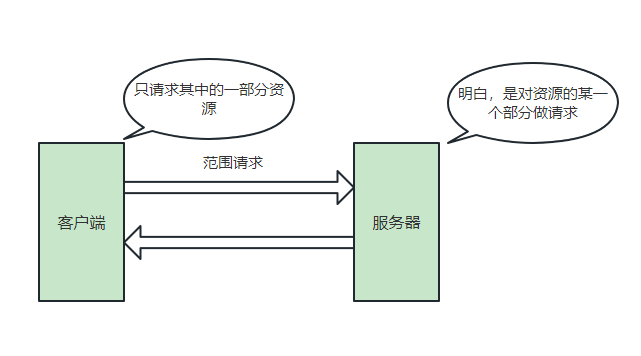 只请求其中的一部分资
源
明白，是对资源的某一
个部分做请求
范围请求
客户端
服务器